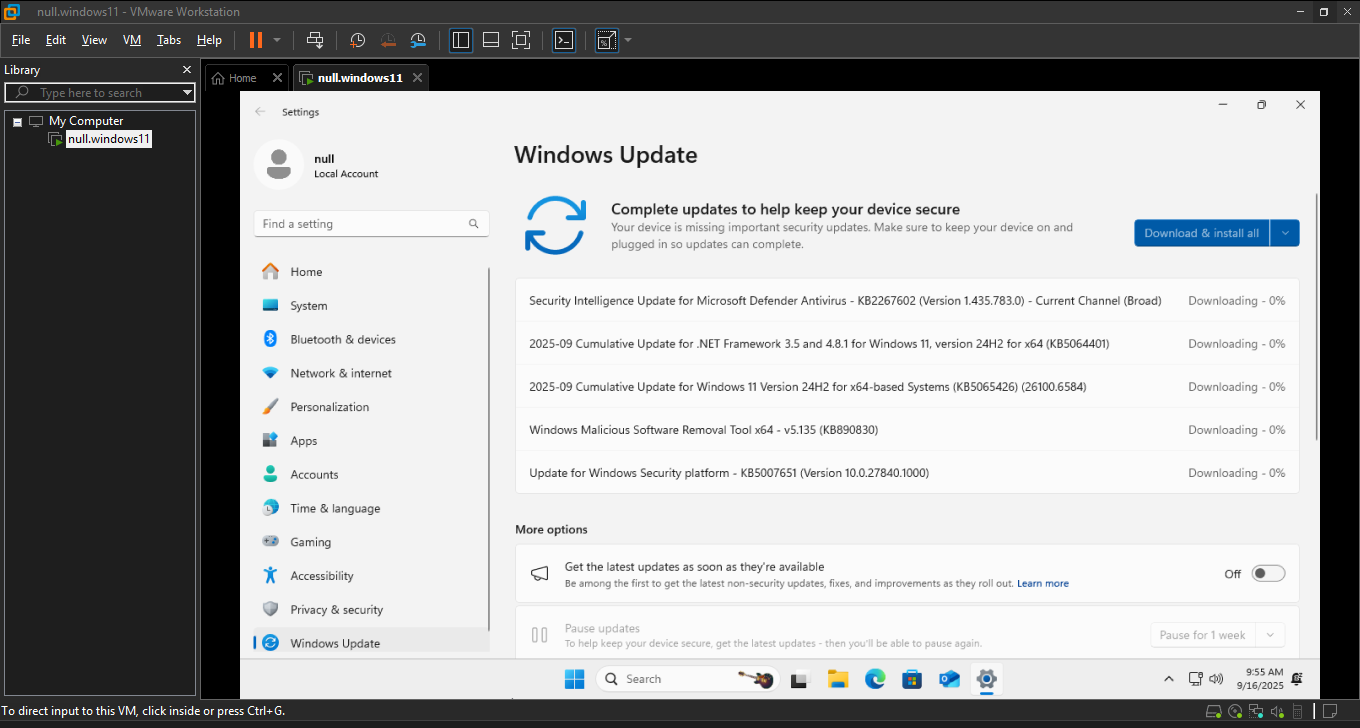 null.windows11 - VMware Workstation
File Edit View VM Tabs Help
Library
Type here to search
My Computer
null.windows11
Home
null.windows11
Settings
null
Local Account
Find a setting
Home
System
Bluetooth & devices
Network & internet
Personalization
Apps
Accounts
Time & language
Gaming
Accessibility
Privacy & security
Windows Update
Windows Update
Complete updates to help keep your device secure
Your device is missing important security updates. Make sure to keep your device on and
plugged in so updates can complete.
Download & install all
Security Intelligence Update for Microsoft Defender Antivirus - KB2267602 (Version 1.435.783.0) - Current Channel (Broad) Downloading - 0%
2025-09 Cumulative Update for .NET Framework 3.5 and 4.8.1 for Windows 11, version 24H2 for x64 (KB5064401) Downloading - 0%
2025-09 Cumulative Update for Windows 11 Version 24H2 for x64-based Systems (KB5065426) (26100.6584) Downloading - 0%
Windows Malicious Software Removal Tool x64 - v5.135 (KB890830) Downloading - 0%
Update for Windows Security platform - KB5007651 (Version 10.0.27840.1000) Downloading - 0%
More options
Get the latest updates as soon as they're available
Be among the first to get the latest non-security updates, fixes, and improvements as they roll out. Learn more
Off
Pause updates
To help keep your device secure, get the latest updates - then you'll be able to pause again.
Pause for 1 week
Search
9:55 AM
9/16/2025
To direct input to this VM, click inside or press Ctrl+G.